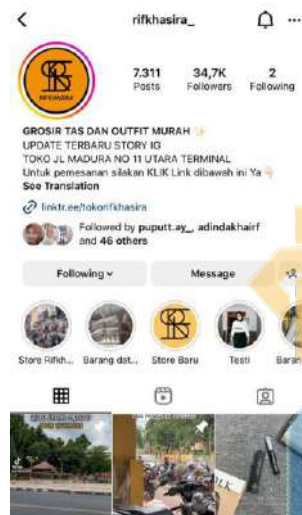 rifkhasira_
7.311
34,7K
2
Posts
Followers
Following
RIFKHASIRA
GROSIR TAS DAN OUTFIT MURAH
UPDATE TERBARU STORY IG
TOKO JL MADURA NO 11 UTARA TERMINAL
Untuk pemesanan silakan KLIK Link dibawah ini Ya
See Translation
linktr.ee/tokorifkhasira
Followed by puputt.ay_, adindakhairf
and 46 others
Following
Message
Store Rifkh...
Barang dat...
Store Baru
Testi
Baran